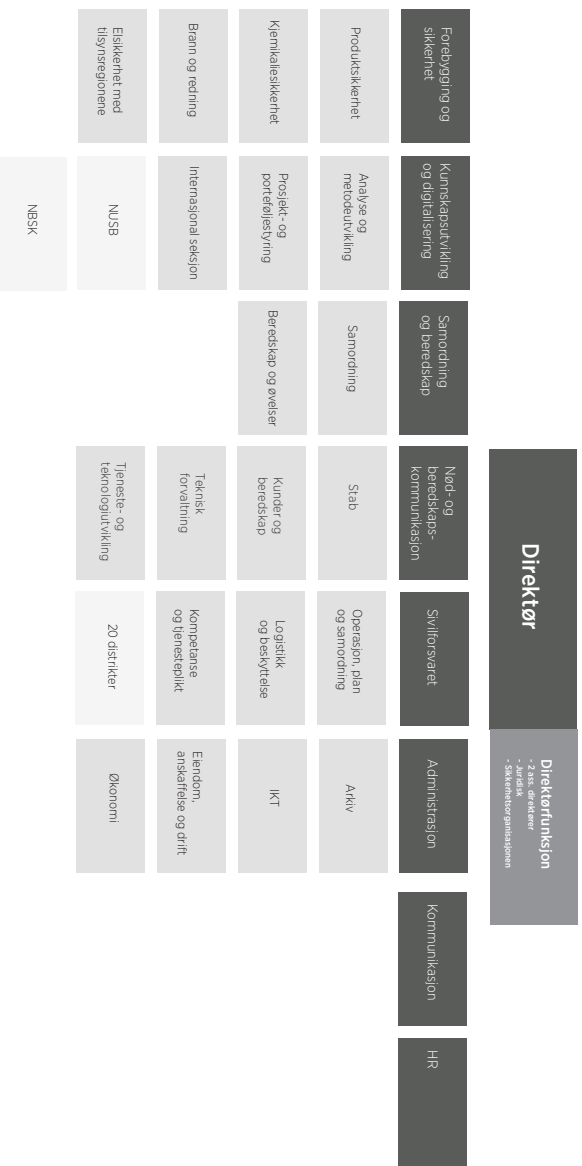 Direktør
Direktørfunksjon
- 2 ass. direktører
- Juridisk
- Sikkerhetsorganisasjonen
Forebygging og
sikkerhet
Kunnskapsutvikling
og digitalisering
Samordning
og beredskap
Nød- og
beredskaps-
kommunikasjon
Sivilforsvaret
Administrasjon
Kommunikasjon
HR
Produktsikkerhet
Analyse og
metodeutvikling
Samordning
Stab
Operasjon, plan
og samordning
Arkiv
Kjemikaliesikkerhet
Prosjekt- og
porteføljestyring
Beredskap og øvelser
Kunder og
beredskap
Logistikk
og beskyttelse
IKT
Brann og redning
Internasjonal seksjon
Teknisk
forvaltning
Kompetanse
og tjenesteplikt
Eiendom,
anskaffelse og drift
Elsikkerhet med
tilsynsregionene
NUSB
Tjeneste- og
teknologiutvikling
20 distrikter
Økonomi
NBSK